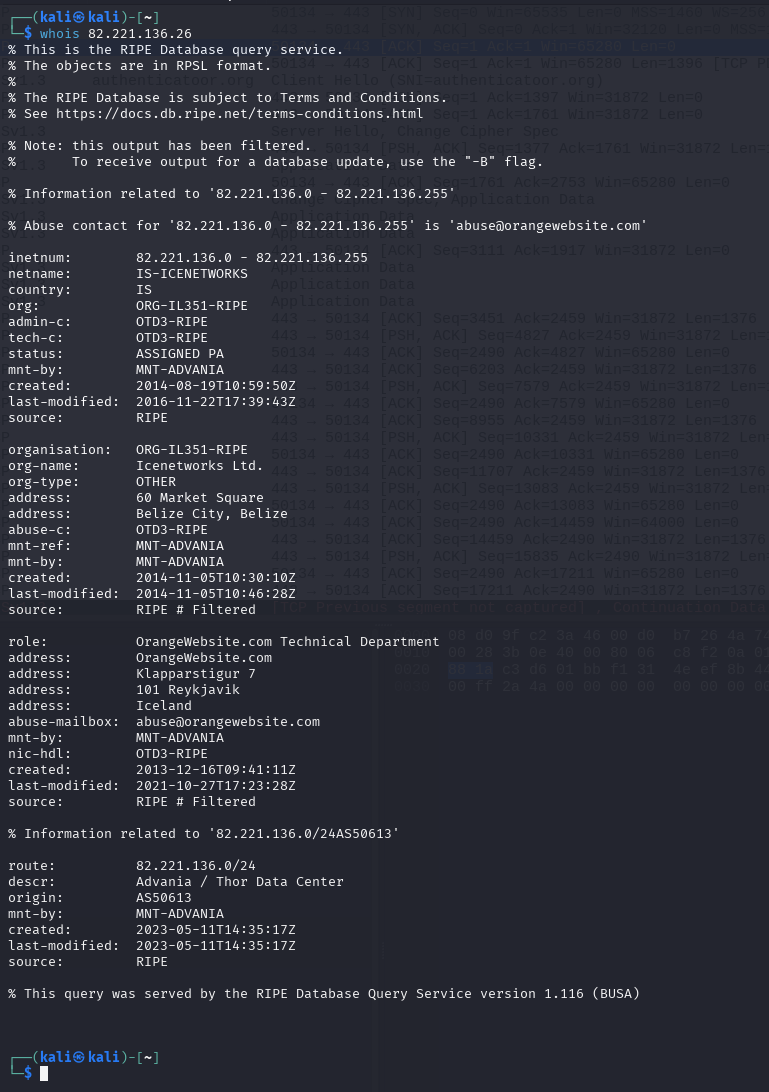 ┌──(kali㉿kali)-[~]
└─$ whois 82.221.136.26
% This is the RIPE Database query service.
% The objects are in RPSL format.
%
% The RIPE Database is subject to Terms and Conditions.
% See https://docs.db.ripe.net/terms-conditions.html

% Note: this output has been filtered.
%       To receive output for a database update, use the "-B" flag.

% Information related to '82.221.136.0 - 82.221.136.255'

% Abuse contact for '82.221.136.0 - 82.221.136.255' is 'abuse@orangewebsite.com'

inetnum:        82.221.136.0 - 82.221.136.255
netname:        IS-ICENETWORKS
country:        IS
org:            ORG-IL351-RIPE
admin-c:        OTD3-RIPE
tech-c:         OTD3-RIPE
status:         ASSIGNED PA
mnt-by:         MNT-ADVANIA
created:        2014-08-19T10:59:50Z
last-modified:  2016-11-22T17:39:43Z
source:         RIPE

organisation:   ORG-IL351-RIPE
org-name:       Icenetworks Ltd.
org-type:       OTHER
address:        60 Market Square
address:        Belize City, Belize
abuse-c:        OTD3-RIPE
mnt-ref:        MNT-ADVANIA
mnt-by:         MNT-ADVANIA
created:        2014-11-05T10:30:10Z
last-modified:  2014-11-05T10:46:28Z
source:         RIPE # Filtered

role:           OrangeWebsite.com Technical Department
address:        OrangeWebsite.com
address:        Klapparstigur 7
address:        101 Reykjavik
address:        Iceland
abuse-mailbox:  abuse@orangewebsite.com
mnt-by:         MNT-ADVANIA
nic-hdl:        OTD3-RIPE
created:        2013-12-16T09:41:11Z
last-modified:  2021-10-27T17:23:28Z
source:         RIPE # Filtered

% Information related to '82.221.136.0/24AS50613'

route:          82.221.136.0/24
descr:          Advania / Thor Data Center
origin:         AS50613
mnt-by:         MNT-ADVANIA
created:        2023-05-11T14:35:17Z
last-modified:  2023-05-11T14:35:17Z
source:         RIPE

% This query was served by the RIPE Database Query Service version 1.116 (BUSA)

┌──(kali㉿kali)-[~]
└─$